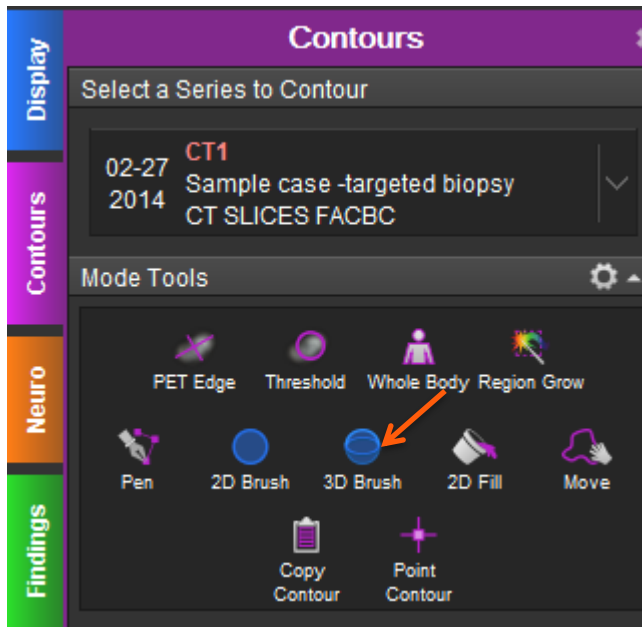 Display
Contours
Neuro
Findings
Contours
Select a Series to Contour
02-27
2014
CT1
Sample case -targeted biopsy
CT SLICES FACBC
Mode Tools
PET Edge
Threshold
Whole Body
Region Grow
Pen
2D Brush
3D Brush
2D Fill
Move
Copy
Contour
Point
Contour